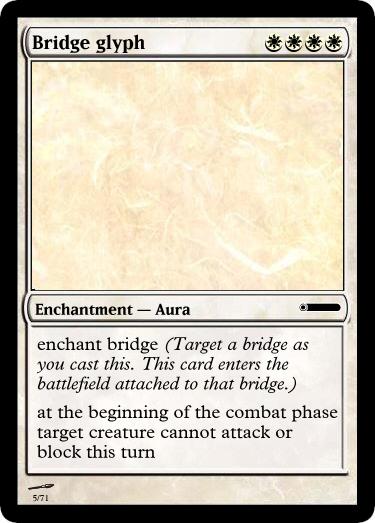 Bridge glyph
Enchantment — Aura
enchant bridge (Target a bridge as
you cast this. This card enters the
battlefield attached to that bridge.)
at the beginning of the combat phase
target creature cannot attack or
block this turn
5/71